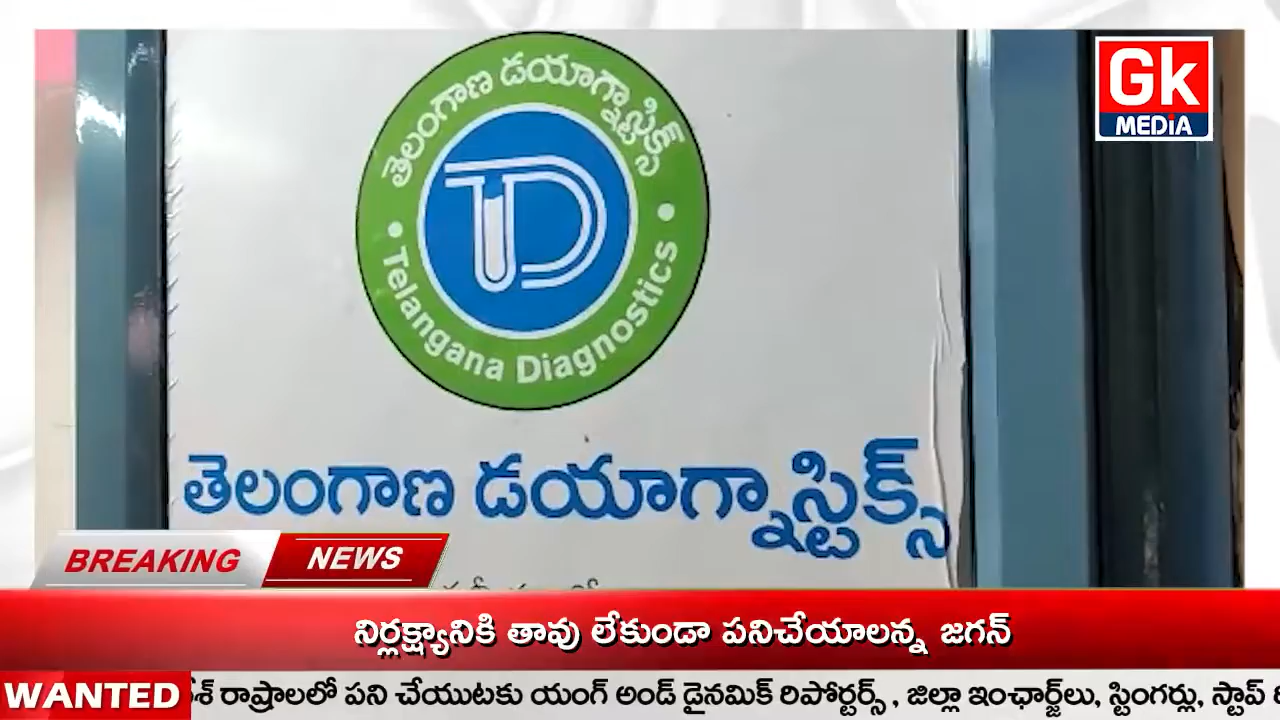 Gk
MEDiA
తెలంగాణ డయాగ్నాస్టిక్స్
TD
Telangana Diagnostics
తెలంగాణ డయాగ్నాస్టిక్స్
BREAKING NEWS
నిర్లక్ష్యానికి తావు లేకుండా పనిచేయాలన్న జగన్
WANTED
రాష్ట్రాలలో పని చేయుటకు యంగ్ అండ్ డైనమిక్ రిపోర్టర్స్ , జిల్లా ఇంఛార్జ్‌లు, స్టింగర్లు, స్టాప్